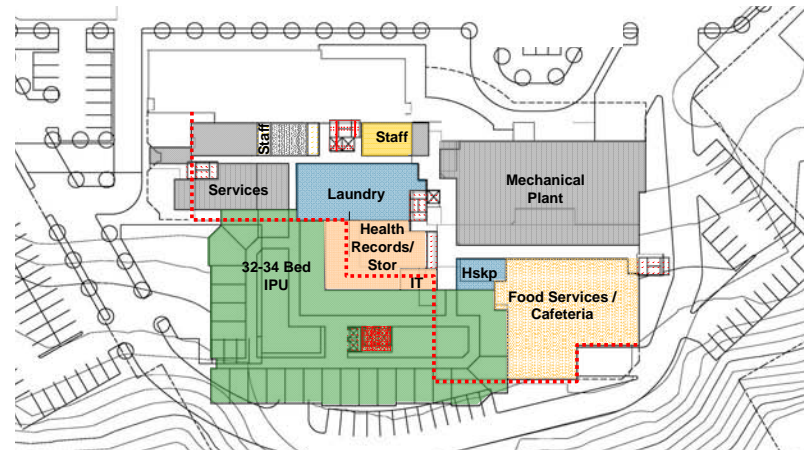 Staff
Staff
Services
Laundry
Mechanical
Plant
Health
Records/
Stor
32-34 Bed
IPU
IT
Hskp
Food Services /
Cafeteria